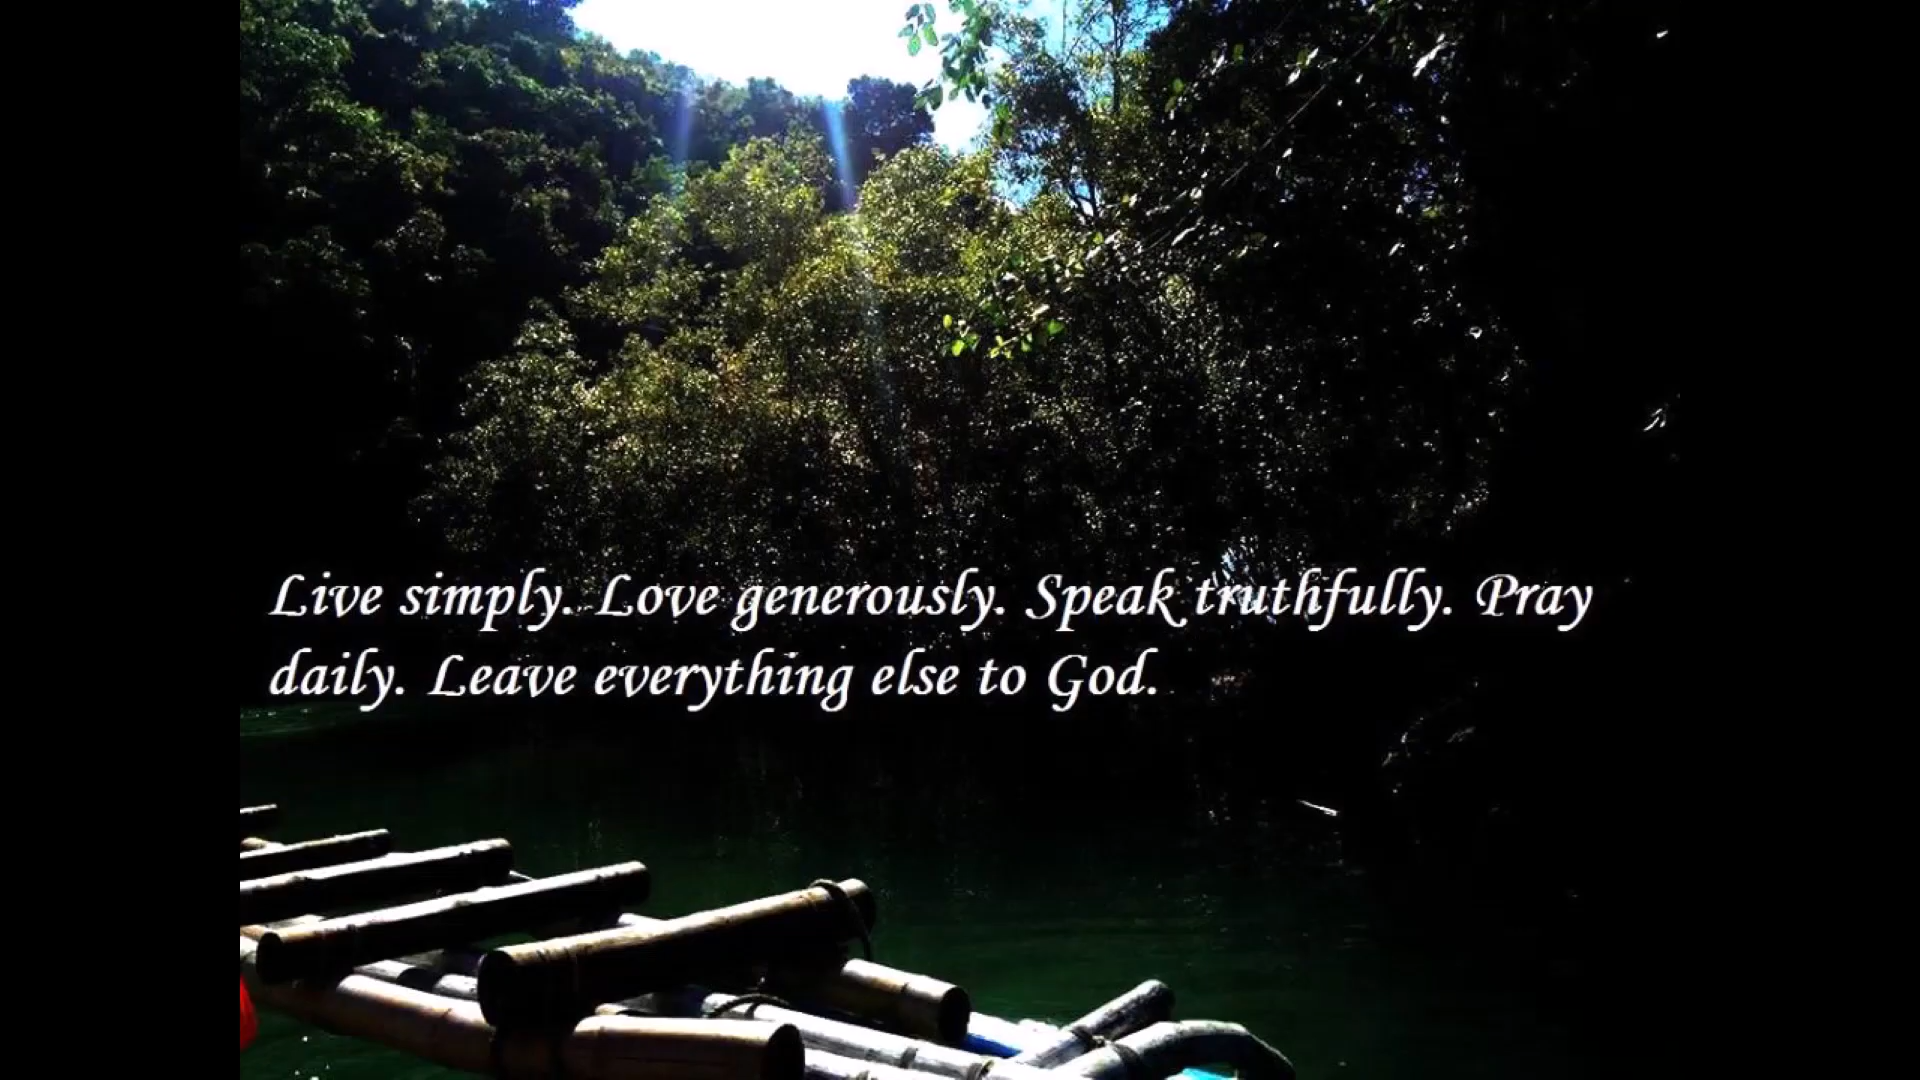 Live simply. Love generously. Speak truthfully. Pray
daily. Leave everything else to God.